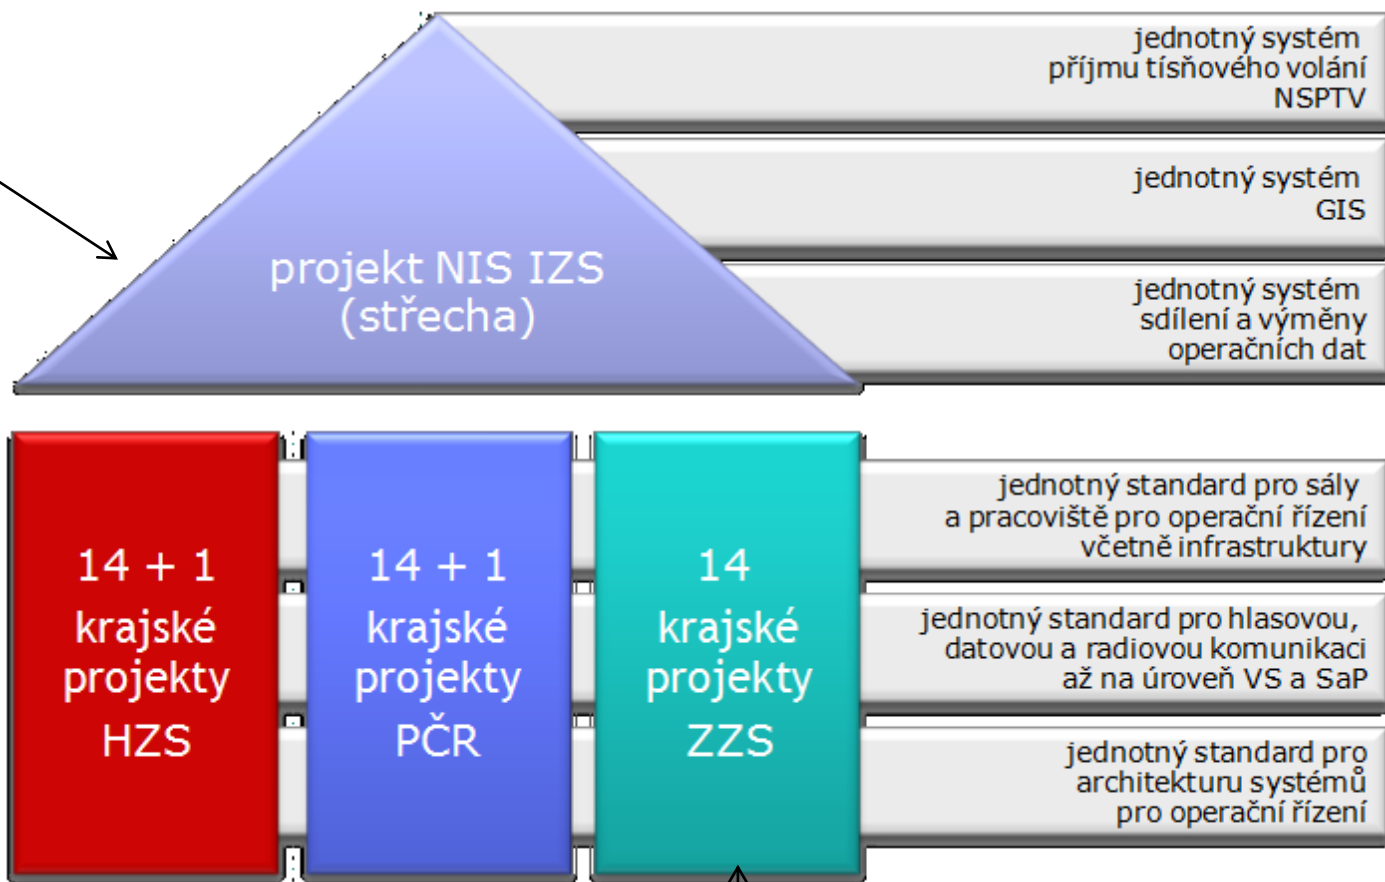 jednotný systém
příjmu tísňového volání
NSPTV
jednotný systém
GIS
projekt NIS IZS
(střecha)
jednotný systém
sdílení a výměny
operačních dat
14 + 1
krajské
projekty
HZS
14 + 1
krajské
projekty
PČR
14
krajské
projekty
ZZS
jednotný standard pro sály
a pracoviště pro operační řízení
včetně infrastruktury
jednotný standard pro hlasovou,
datovou a radiovou komunikaci
až na úroveň VS a SaP
jednotný standard pro
architekturu systémů
pro operační řízení